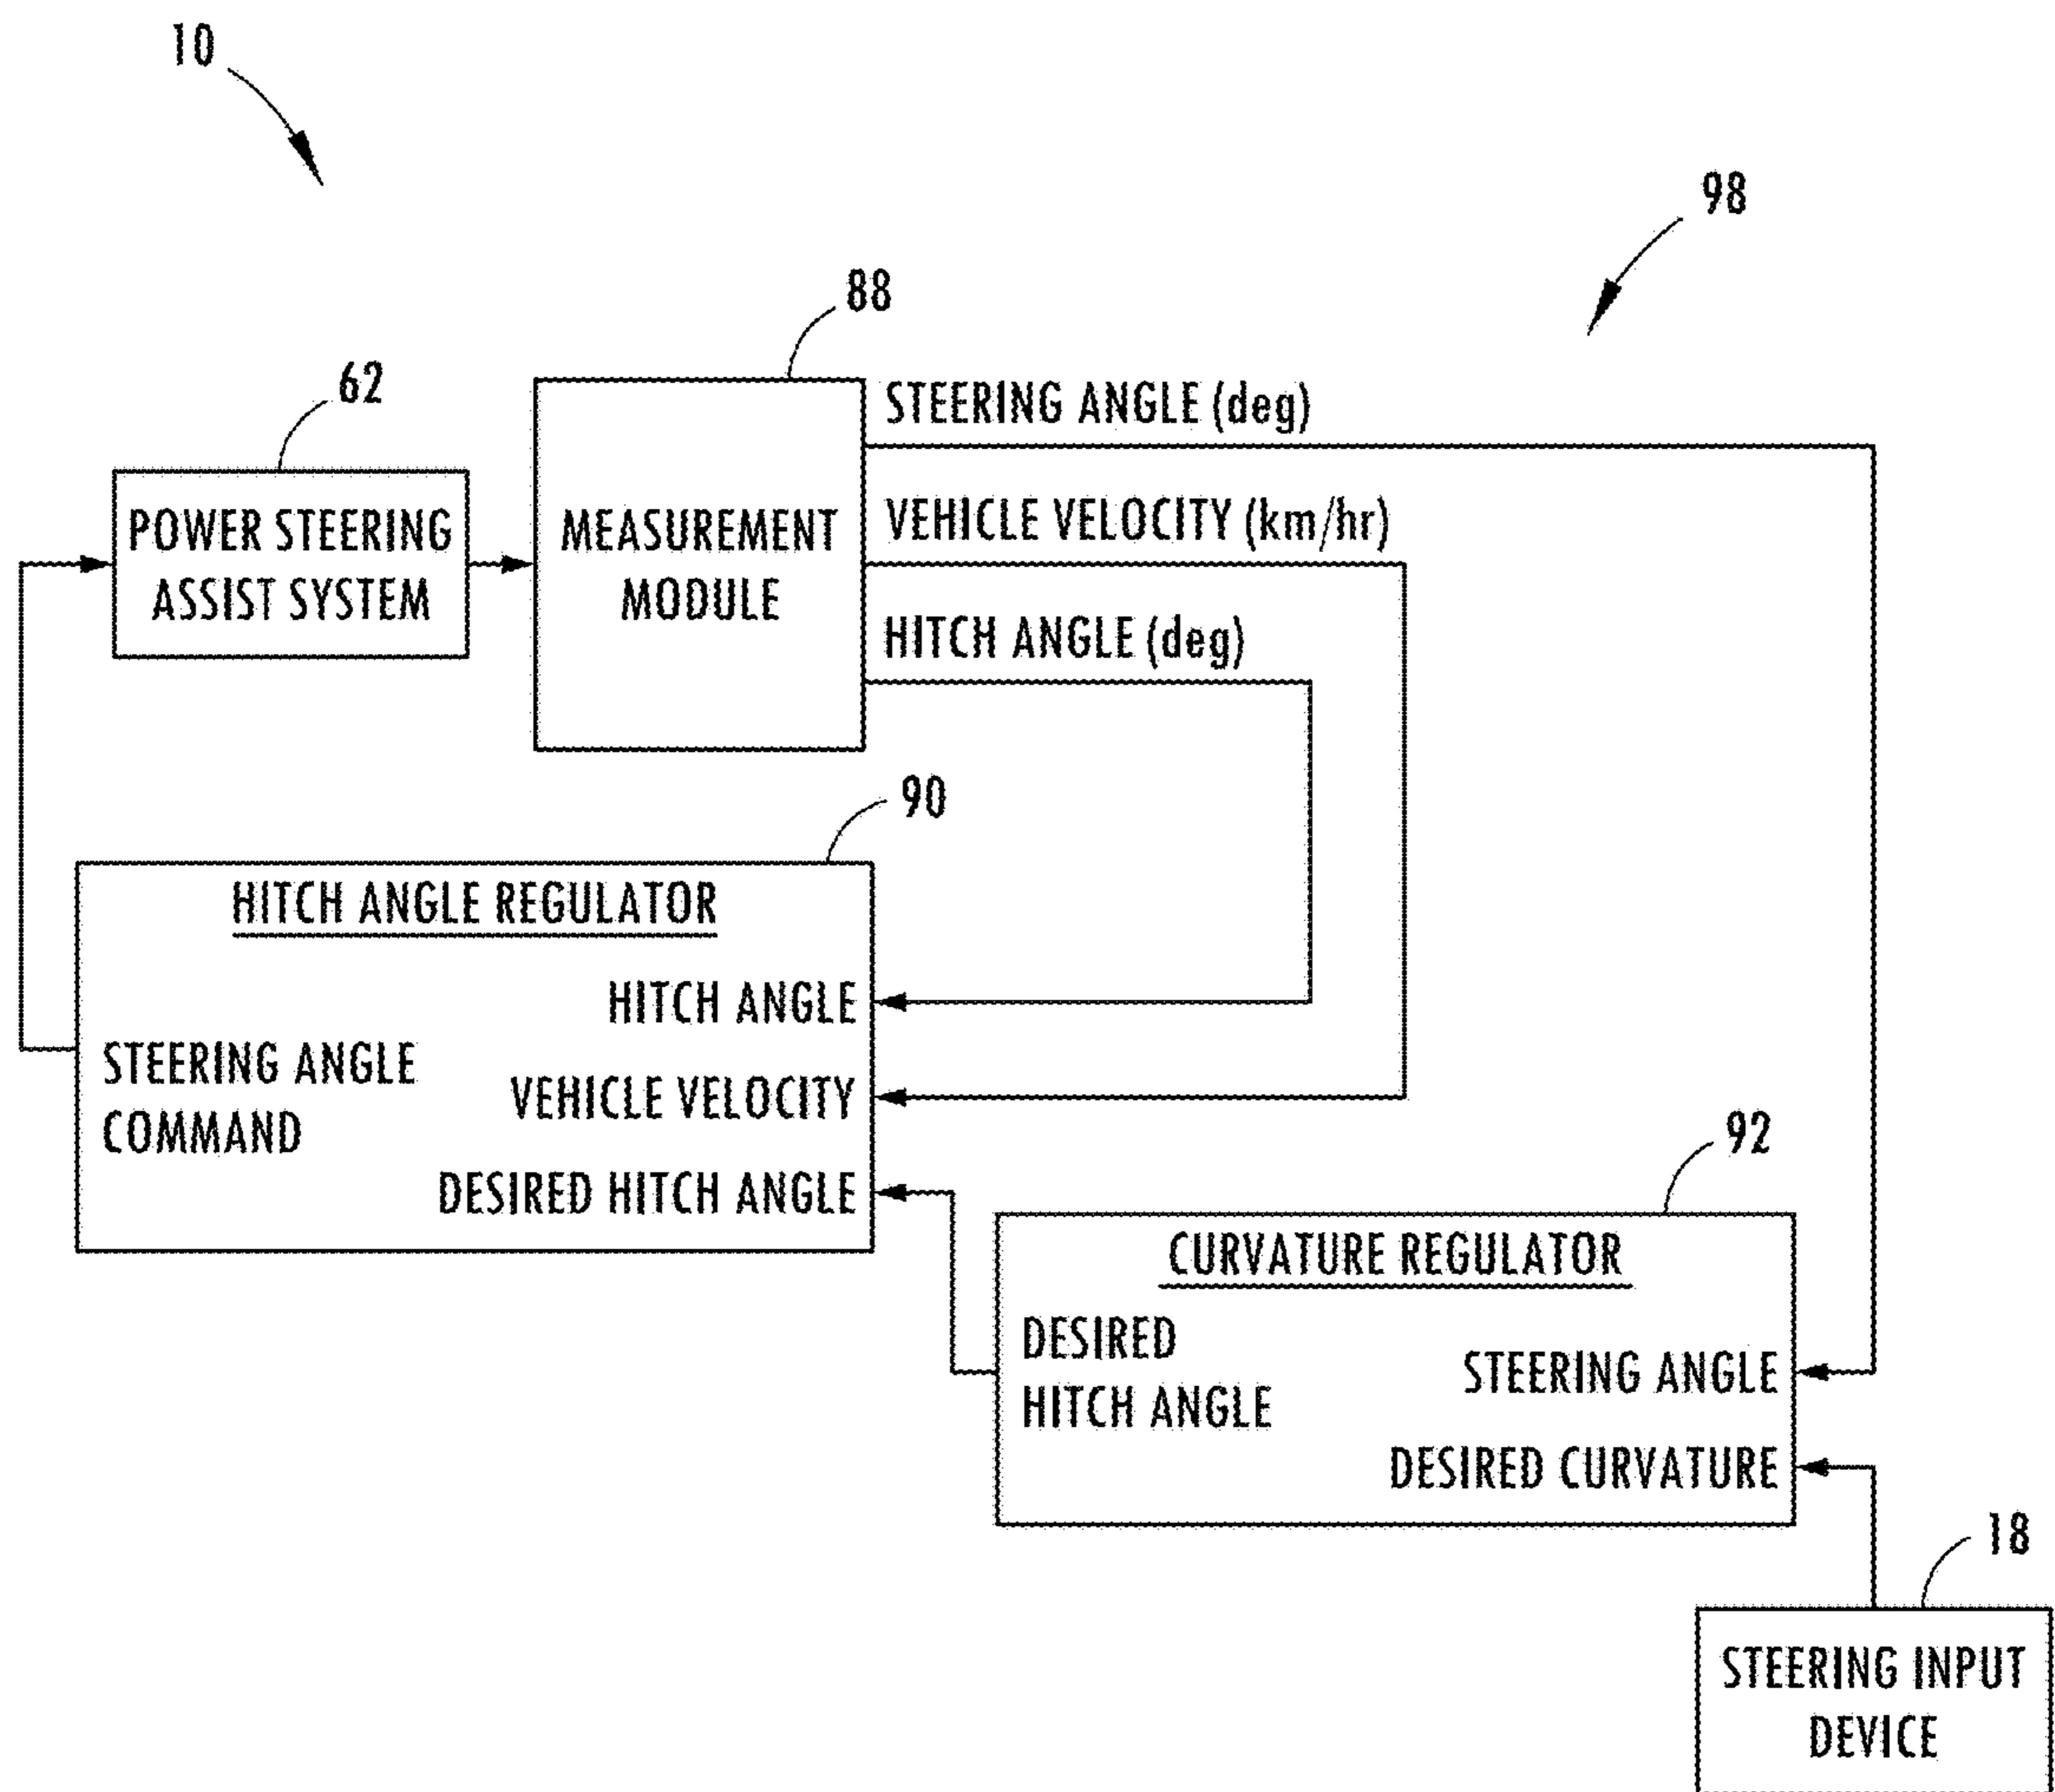 10
98
88
62
STEERING ANGLE (deg)
VEHICLE VELOCITY (km/hr)
HITCH ANGLE (deg)
POWER STEERING
ASSIST SYSTEM
MEASUREMENT
MODULE
90
HITCH ANGLE REGULATOR
HITCH ANGLE
STEERING ANGLE
COMMAND
VEHICLE VELOCITY
DESIRED HITCH ANGLE
92
CURVATURE REGULATOR
DESIRED
HITCH ANGLE
STEERING ANGLE
DESIRED CURVATURE
18
STEERING INPUT
DEVICE